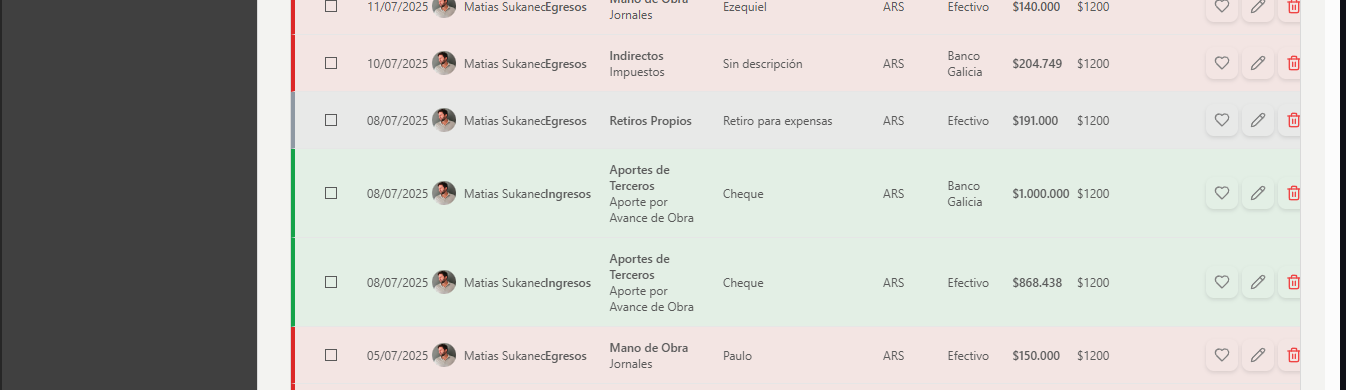 11/07/2025 Matias Sukanec Egresos Mano de Obra Jornales Ezequiel ARS Efectivo $140.000 $1200
10/07/2025 Matias Sukanec Egresos Indirectos Impuestos Sin descripción ARS Banco Galicia $204.749 $1200
08/07/2025 Matias Sukanec Egresos Retiros Propios Retiro para expensas ARS Efectivo $191.000 $1200
08/07/2025 Matias Sukanec Ingresos Aportes de Terceros Aporte por Avance de Obra Cheque ARS Banco Galicia $1.000.000 $1200
08/07/2025 Matias Sukanec Ingresos Aportes de Terceros Aporte por Avance de Obra Cheque ARS Efectivo $868.438 $1200
05/07/2025 Matias Sukanec Egresos Mano de Obra Jornales Paulo ARS Efectivo $150.000 $1200